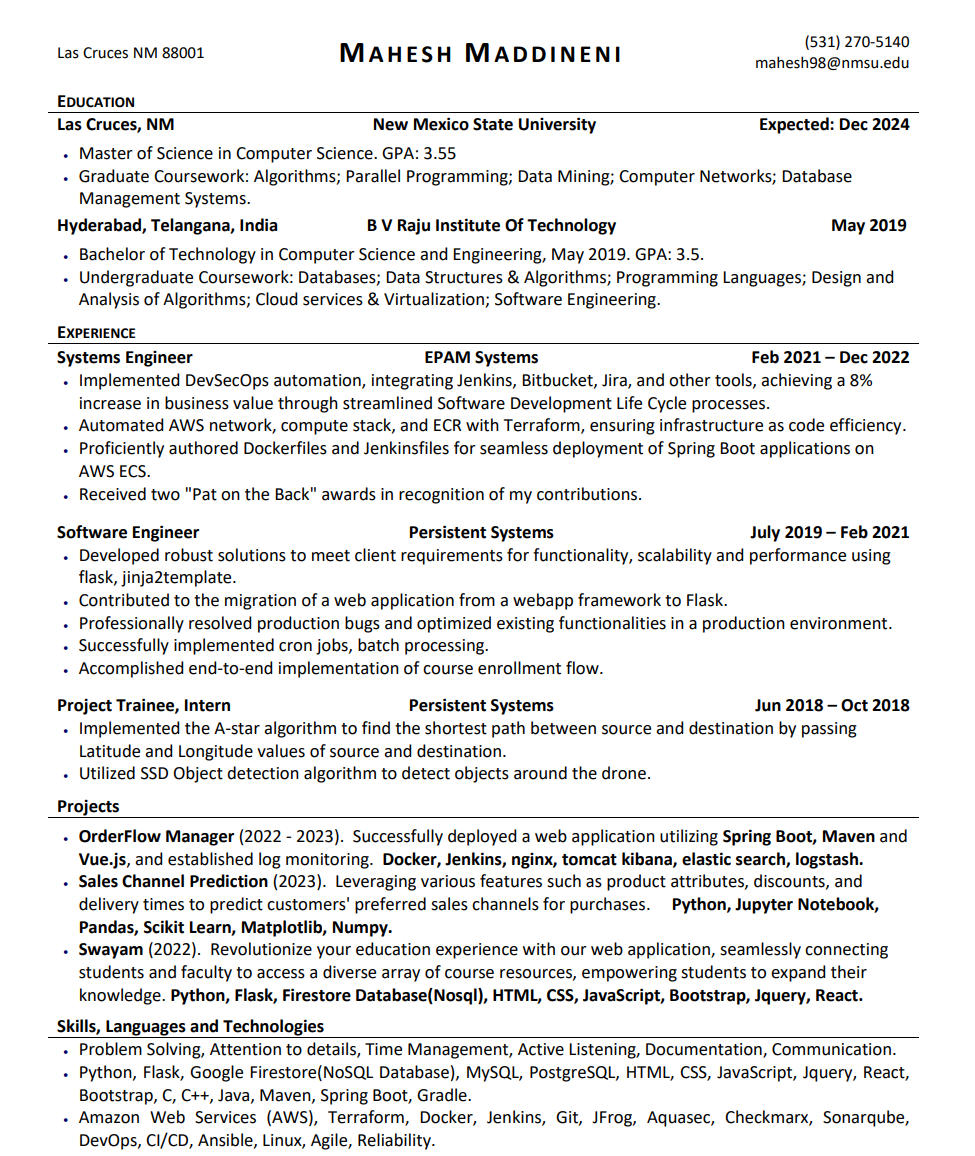 Las Cruces NM 88001 MAHESH MADDINENI (531) 270-5140
mahesh98@nmsu.edu
EDUCATION
Las Cruces, NM New Mexico State University Expected: Dec 2024
• Master of Science in Computer Science. GPA: 3.55
• Graduate Coursework: Algorithms; Parallel Programming; Data Mining; Computer Networks; Database
Management Systems.
Hyderabad, Telangana, India B V Raju Institute Of Technology May 2019
• Bachelor of Technology in Computer Science and Engineering, May 2019. GPA: 3.5.
• Undergraduate Coursework: Databases; Data Structures & Algorithms; Programming Languages; Design and
Analysis of Algorithms; Cloud services & Virtualization; Software Engineering.
EXPERIENCE
Systems Engineer EPAM Systems Feb 2021 – Dec 2022
• Implemented DevSecOps automation, integrating Jenkins, Bitbucket, Jira, and other tools, achieving a 8%
increase in business value through streamlined Software Development Life Cycle processes.
• Automated AWS network, compute stack, and ECR with Terraform, ensuring infrastructure as code efficiency.
• Proficiently authored Dockerfiles and Jenkinsfiles for seamless deployment of Spring Boot applications on
AWS ECS.
• Received two "Pat on the Back" awards in recognition of my contributions.
Software Engineer Persistent Systems July 2019 – Feb 2021
• Developed robust solutions to meet client requirements for functionality, scalability and performance using
flask, jinja2template.
• Contributed to the migration of a web application from a webapp framework to Flask.
• Professionally resolved production bugs and optimized existing functionalities in a production environment.
• Successfully implemented cron jobs, batch processing.
• Accomplished end-to-end implementation of course enrollment flow.
Project Trainee, Intern Persistent Systems Jun 2018 – Oct 2018
• Implemented the A-star algorithm to find the shortest path between source and destination by passing
Latitude and Longitude values of source and destination.
• Utilized SSD Object detection algorithm to detect objects around the drone.
Projects
• OrderFlow Manager (2022 - 2023). Successfully deployed a web application utilizing Spring Boot, Maven and
Vue.js, and established log monitoring. Docker, Jenkins, nginx, tomcat kibana, elastic search, logstash.
• Sales Channel Prediction (2023). Leveraging various features such as product attributes, discounts, and
delivery times to predict customers' preferred sales channels for purchases. Python, Jupyter Notebook,
Pandas, Scikit Learn, Matplotlib, Numpy.
• Swayam (2022). Revolutionize your education experience with our web application, seamlessly connecting
students and faculty to access a diverse array of course resources, empowering students to expand their
knowledge. Python, Flask, Firestore Database(Nosql), HTML, CSS, JavaScript, Bootstrap, Jquery, React.
Skills, Languages and Technologies
• Problem Solving, Attention to details, Time Management, Active Listening, Documentation, Communication.
• Python, Flask, Google Firestore(NoSQL Database), MySQL, PostgreSQL, HTML, CSS, JavaScript, Jquery, React,
Bootstrap, C, C++, Java, Maven, Spring Boot, Gradle.
• Amazon Web Services (AWS), Terraform, Docker, Jenkins, Git, JFrog, Aquasec, Checkmarx, Sonarqube,
DevOps, CI/CD, Ansible, Linux, Agile, Reliability.